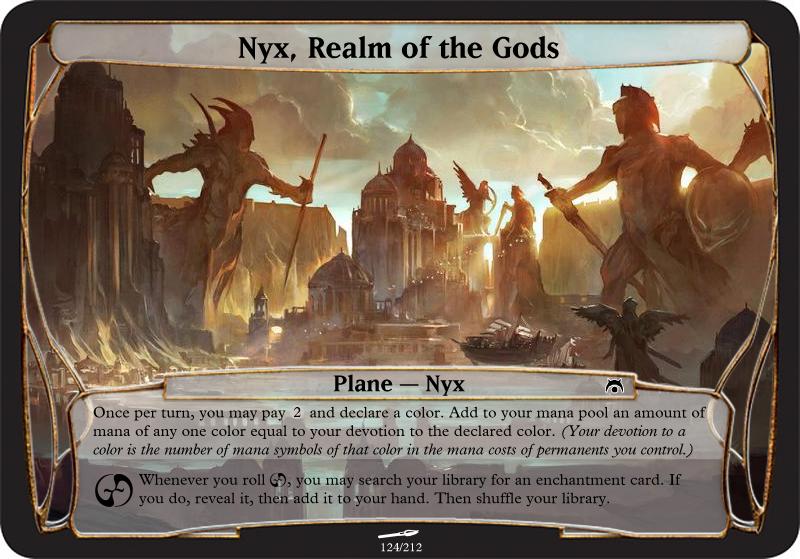 Nyx, Realm of the Gods
Plane — Nyx
Once per turn, you may pay 2 and declare a color. Add to your mana pool an amount of
mana of any one color equal to your devotion to the declared color. (Your devotion to a
color is the number of mana symbols of that color in the mana costs of permanents you control.)
Whenever you roll , you may search your library for an enchantment card. If
you do, reveal it, then add it to your hand. Then shuffle your library.
124/212